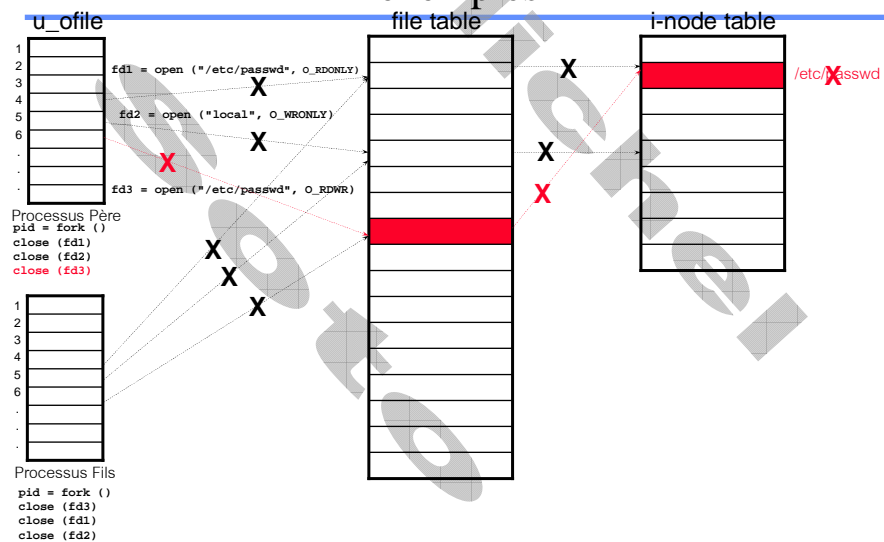 u_ofile
file table
i-node table
1
2
3
4
5
6
.
.
.
fd1 = open ("/etc/passwd", O_RDONLY)
X
fd2 = open ("local", O_WRONLY)
X
X
fd3 = open ("/etc/passwd", O_RDWR)
X
X
X
/etc/passwd
X
Processus Père
pid = fork ()
close (fd1)
close (fd2)
close (fd3)
X
X
X
1
2
3
4
5
6
.
.
.
Processus Fils
pid = fork ()
close (fd3)
close (fd1)
close (fd2)
Michel
Soto